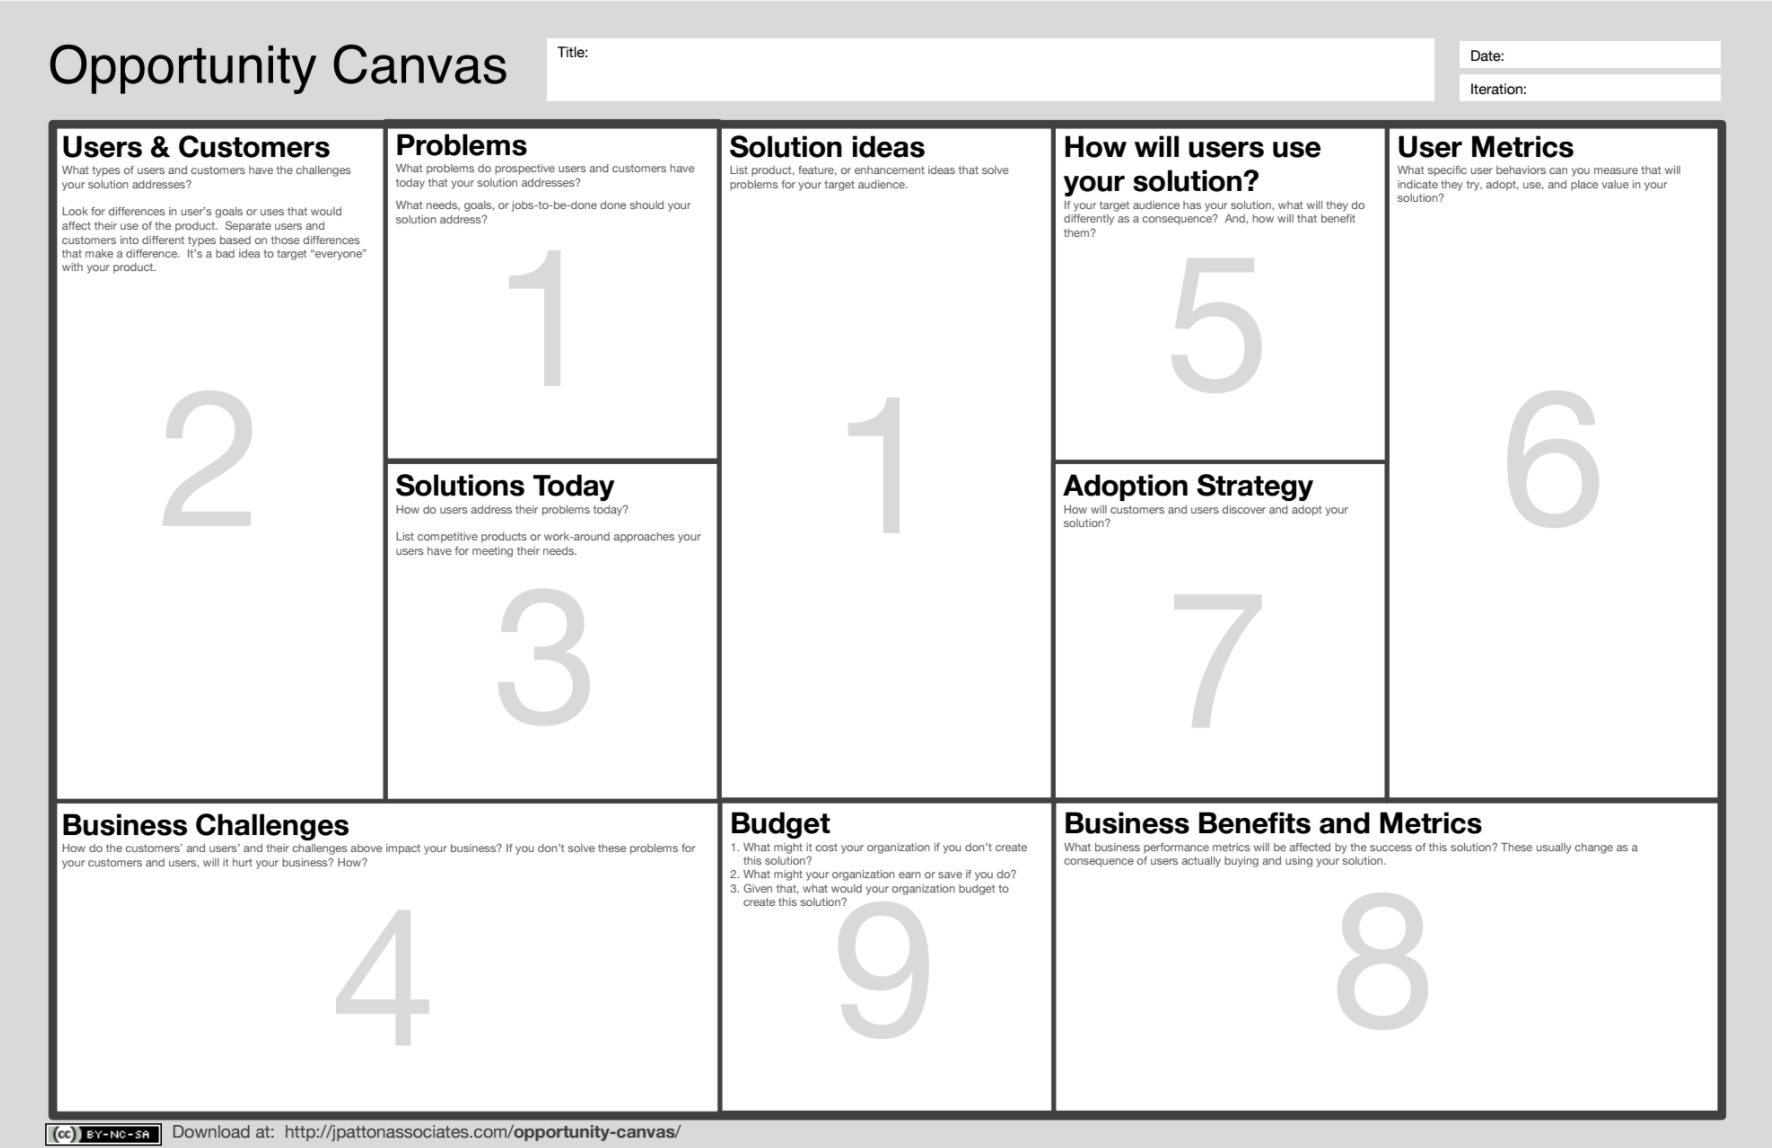 Opportunity Canvas
Title:
Date:
Iteration:
Users & Customers
What types of users and customers have the challenges
your solution addresses?
Look for differences in user's goals or uses that would
affect their use of the product.  Separate users and
customers into different types based on those differences
that make a difference.  It's a bad idea to target “everyone”
with your product.
2
Problems
What problems do prospective users and customers have
today that your solution addresses?
What needs, goals, or jobs-to-be-done done should your
solution address?
1
Solutions Today
How do users address their problems today?
List competitive products or work-around approaches your
users have for meeting their needs.
3
Solution ideas
List product, feature, or enhancement ideas that solve
problems for your target audience.
1
How will users use
your solution?
If your target audience has your solution, what will they do
differently as a consequence?  And, how will that benefit
them?
5
Adoption Strategy
How will customers and users discover and adopt your
solution?
7
User Metrics
What specific user behaviors can you measure that will
indicate they try, adopt, use, and place value in your
solution?
6
Business Challenges
How do the customers' and users' and their challenges above impact your business? If you don't solve these problems for
your customers and users, will it hurt your business? How?
4
Budget
1. What might it cost your organization if you don't create
this solution?
2. What might your organization earn or save if you do?
3. Given that, what would your organization budget to
create this solution?
9
Business Benefits and Metrics
What business performance metrics will be affected by the success of this solution? These usually change as a
consequence of users actually buying and using your solution.
8
(cc) BY-NC-SA
Download at:  http://jpattonassociates.com/opportunity-canvas/